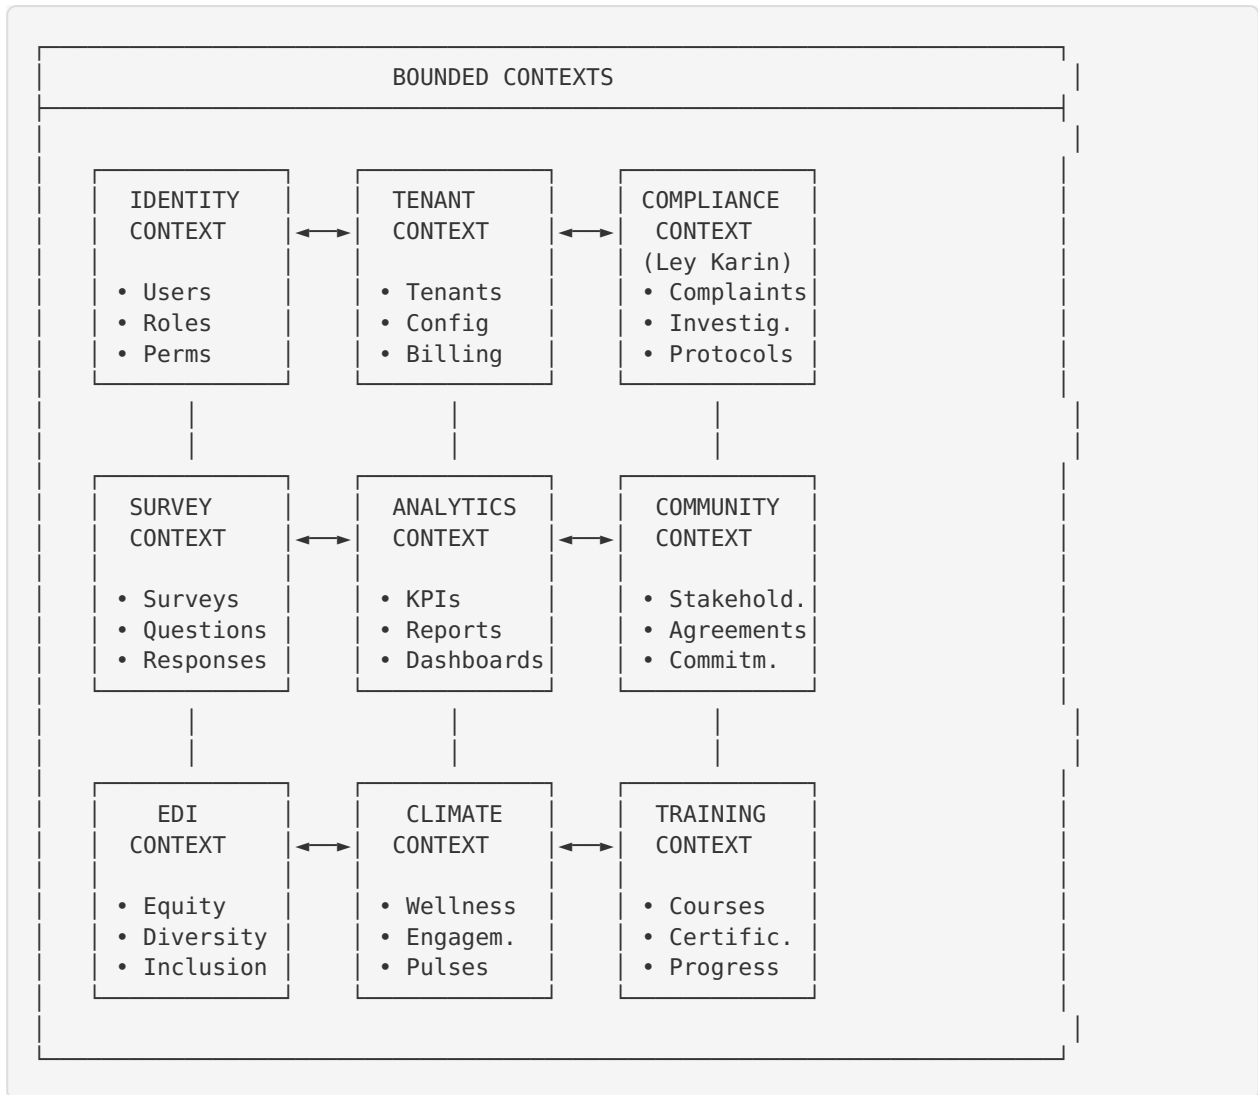 BOUNDED CONTEXTS
IDENTITY TENANT COMPLIANCE
CONTEXT CONTEXT CONTEXT
(Ley Karin)
• Users • Tenants • Complaints
• Roles • Config • Investig.
• Perms • Billing • Protocols
SURVEY ANALYTICS COMMUNITY
CONTEXT CONTEXT CONTEXT
• Surveys • KPIs • Stakehold.
• Questions • Reports • Agreements
• Responses • Dashboards • Commitm.
EDI CLIMATE TRAINING
CONTEXT CONTEXT CONTEXT
• Equity • Wellness • Courses
• Diversity • Engagem. • Certific.
• Inclusion • Pulses • Progress